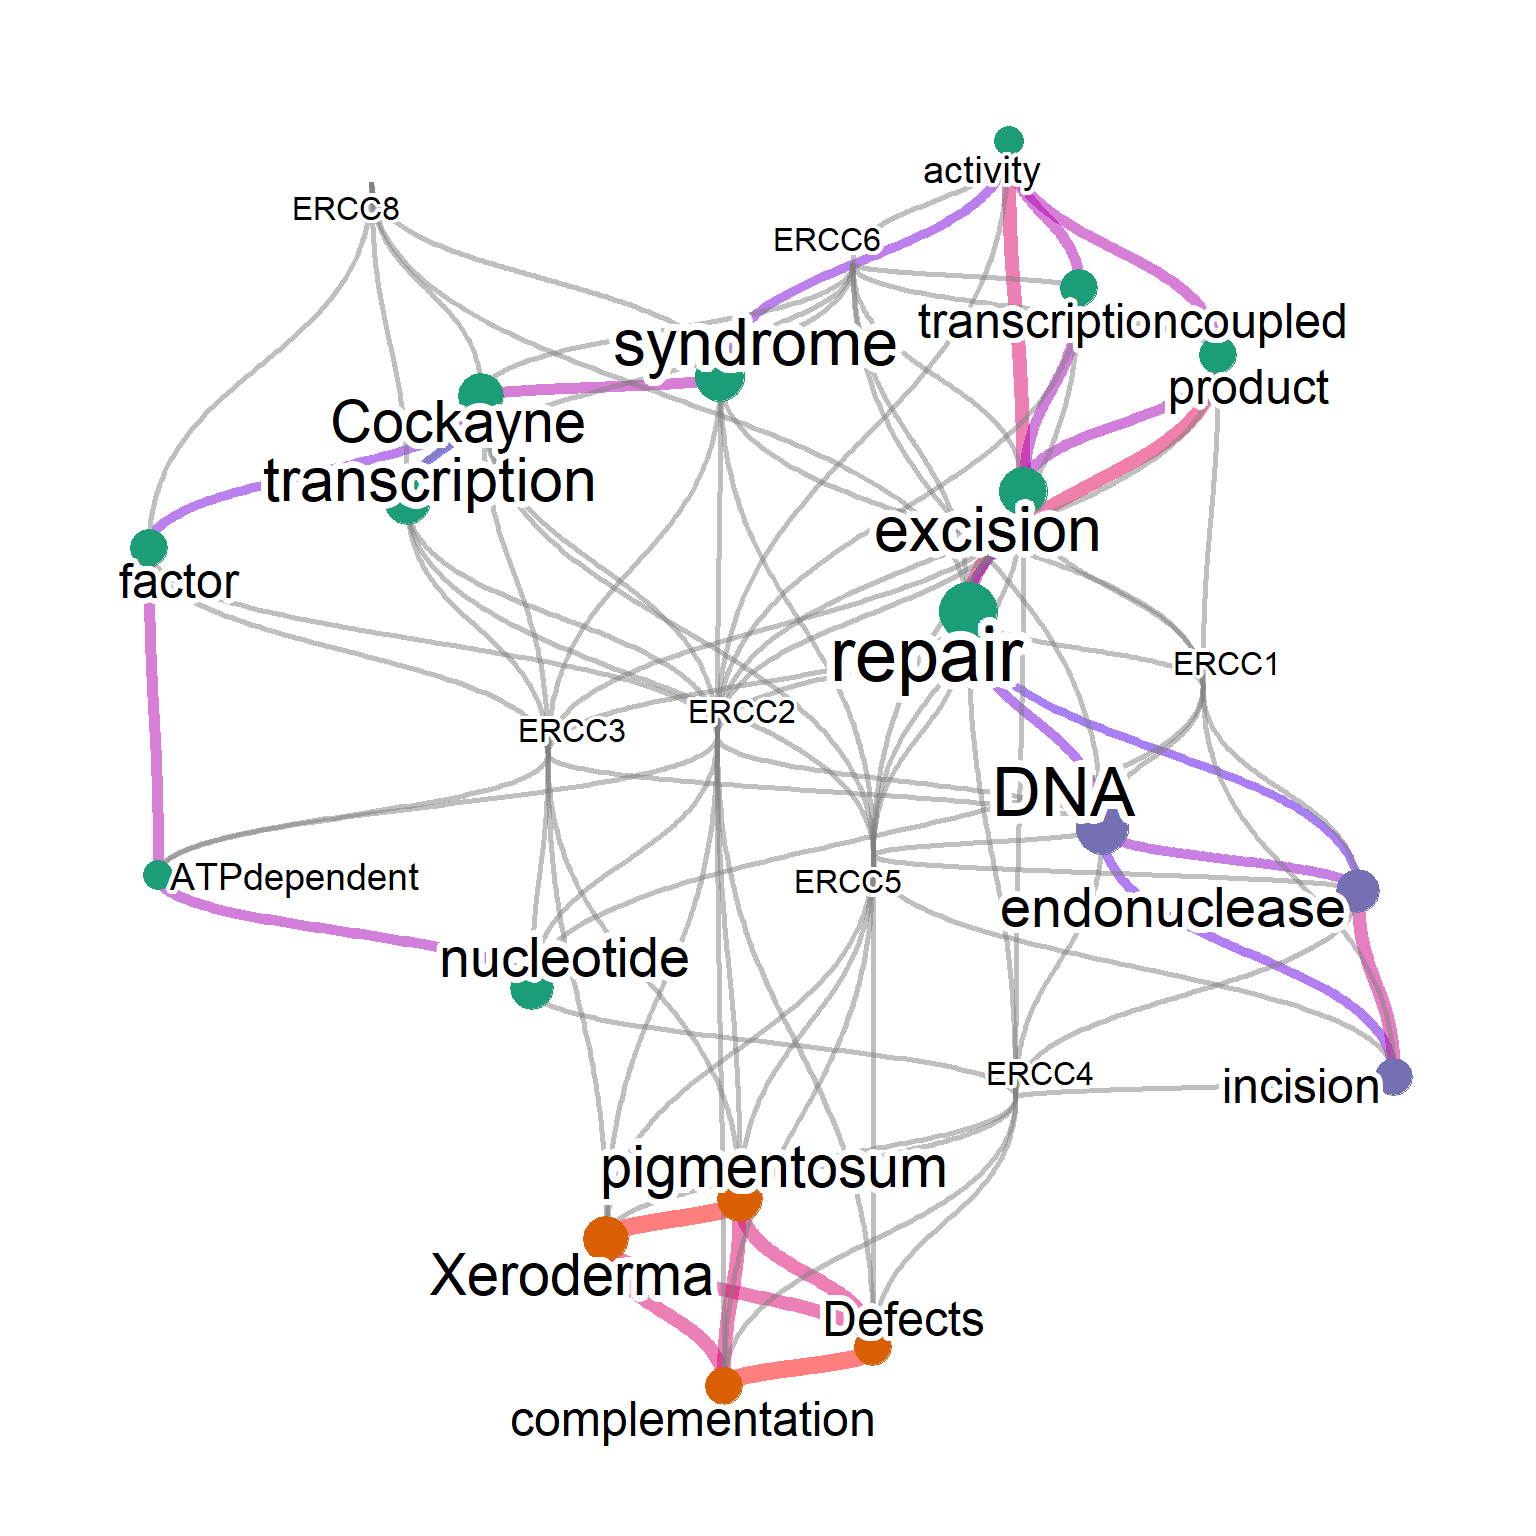 activity
ERCC8
ERCC6
transcriptioncoupled
syndrome
product
Cockayne
transcription
excision
factor
repair
ERCC1
ERCC2
ERCC3
DNA
ATPdependent
ERCC5
endonuclease
nucleotide
ERCC4
incision
pigmentosum
Xeroderma
Defects
complementation